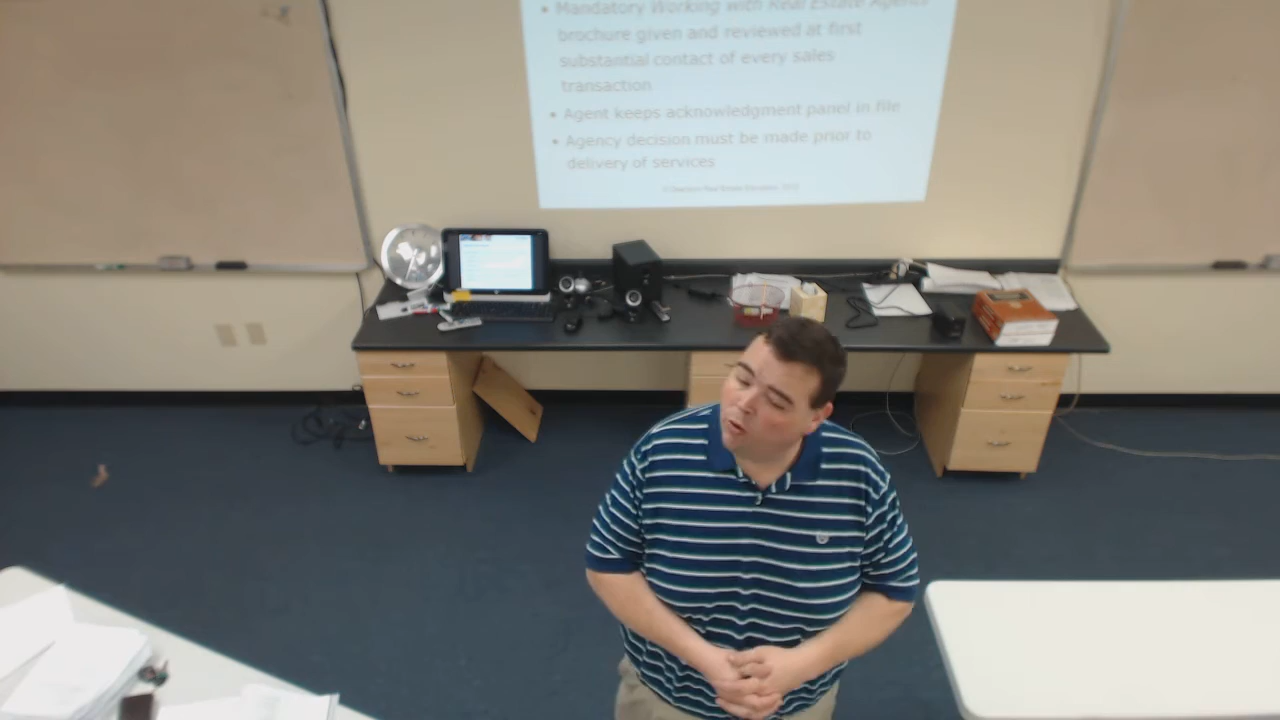 • Mandatory Working with Real Estate Agents
brochure given and reviewed at first
substantial contact of every sales
transaction
• Agent keeps acknowledgment panel in file
• Agency decision must be made prior to
delivery of services